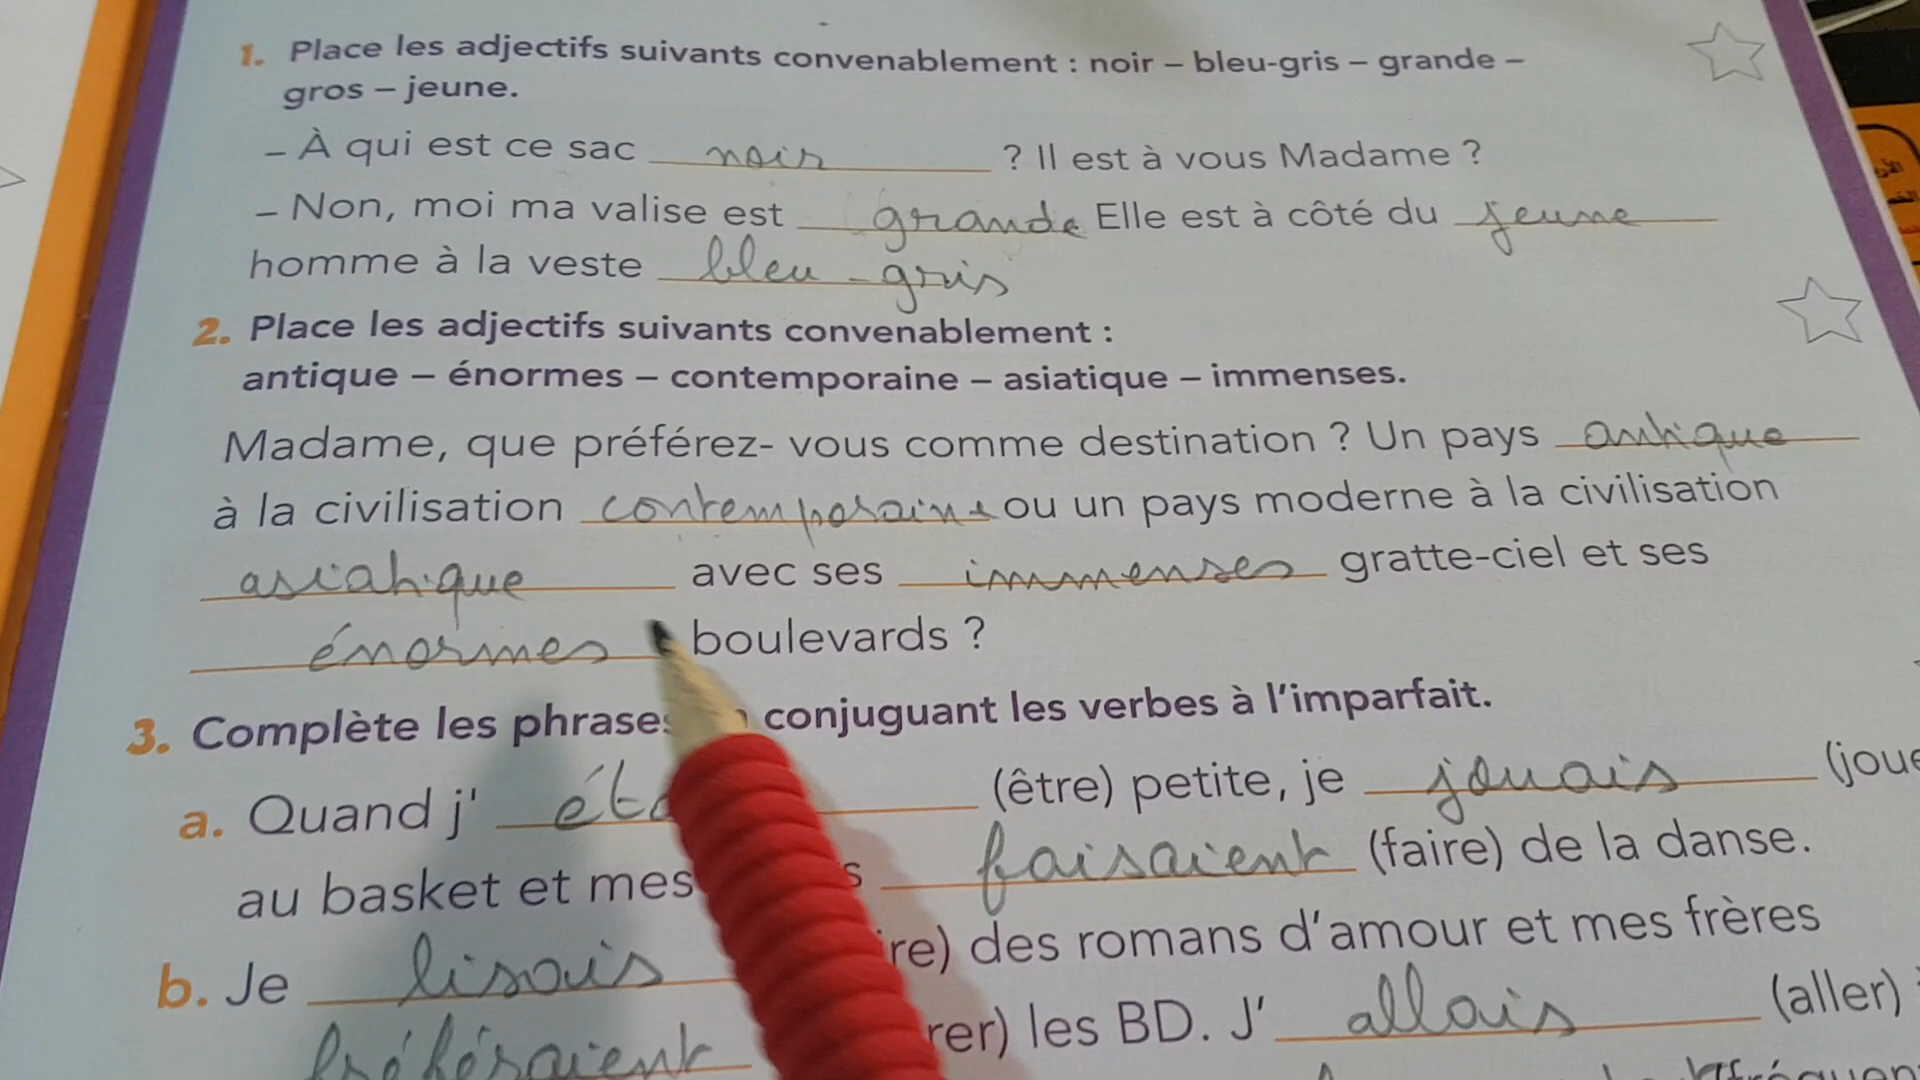 1. Place les adjectifs suivants convenablement : noir – bleu-gris – grande –
gros – jeune.
– À qui est ce sac noir ? Il est à vous Madame ?
– Non, moi ma valise est grande Elle est à côté du jeune
homme à la veste bleu-gris
2. Place les adjectifs suivants convenablement :
antique – énormes – contemporaine – asiatique – immenses.
Madame, que préférez- vous comme destination ? Un pays antique
à la civilisation contemporaine ou un pays moderne à la civilisation
asiatique avec ses immenses gratte-ciel et ses
énormes boulevards ?
3. Complète les phrases conjuguant les verbes à l'imparfait.
a. Quand j' éta (être) petite, je jouais (joue
au basket et mes s faisaient (faire) de la danse.
b. Je lisais re) des romans d'amour et mes frères
préféraient rer) les BD. J' allais (aller)